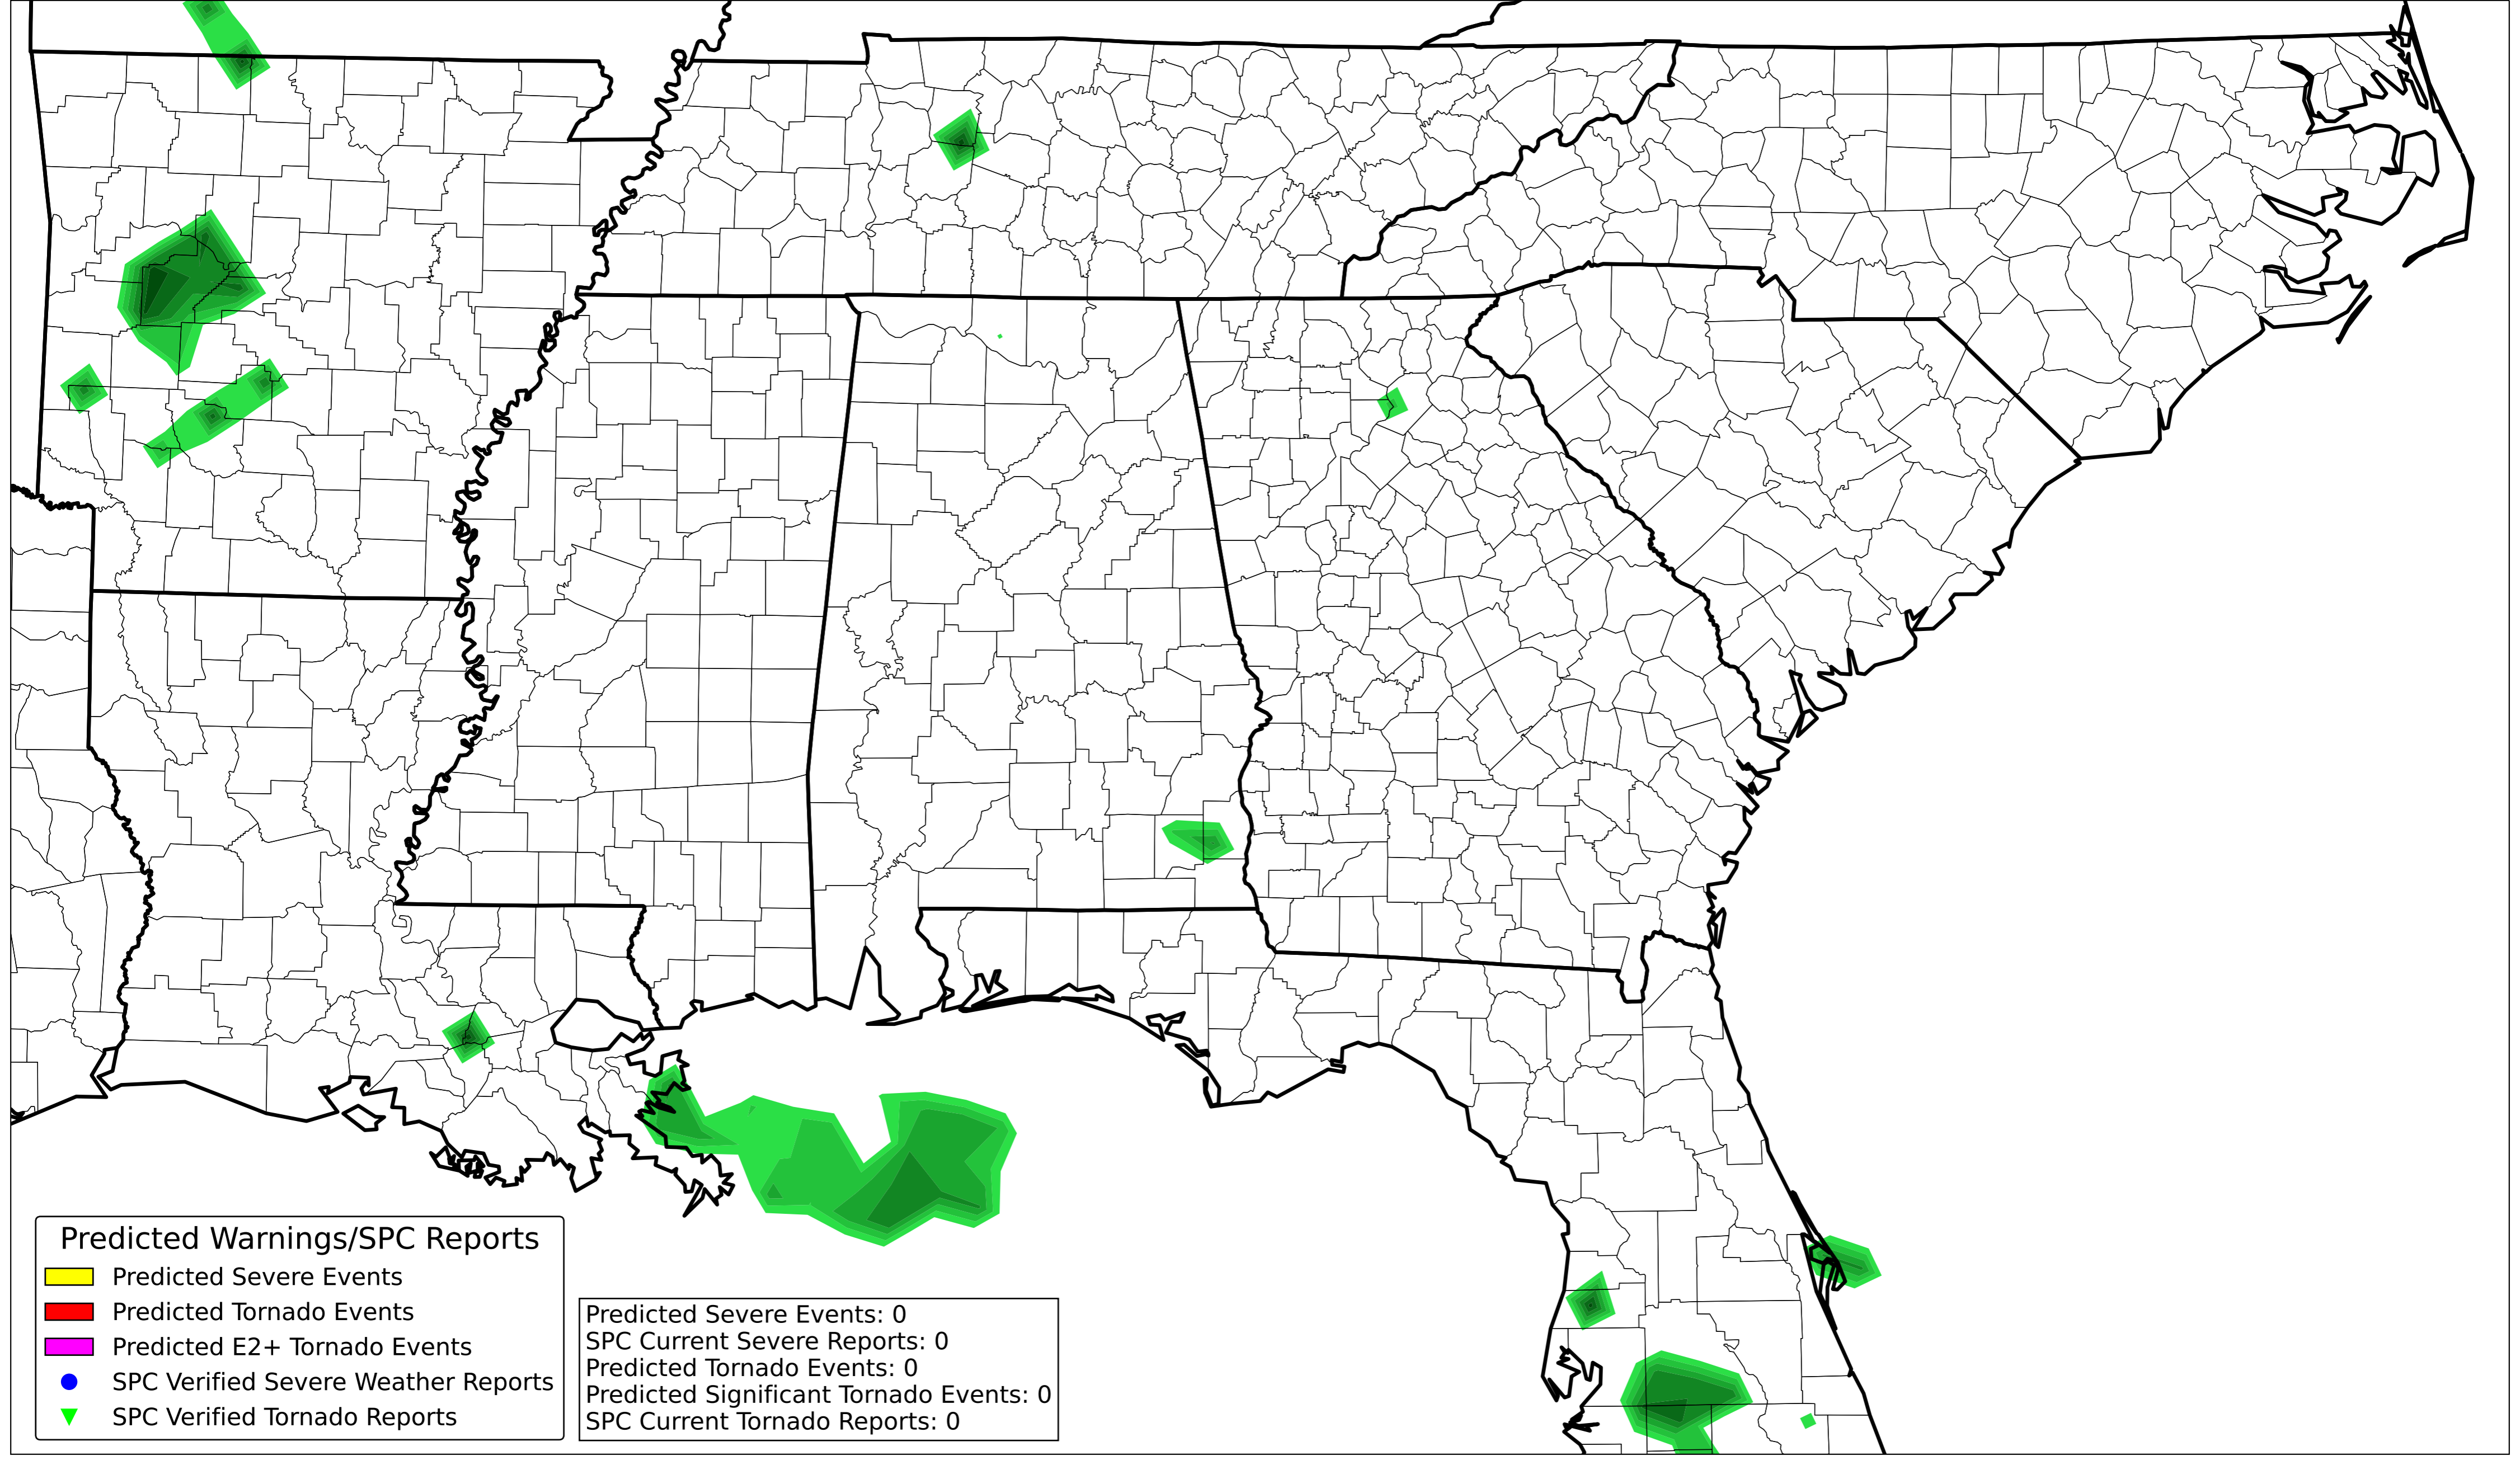 Predicted Warnings/SPC Reports
Predicted Severe Events
Predicted Tornado Events
Predicted E2+ Tornado Events
SPC Verified Severe Weather Reports
SPC Verified Tornado Reports
Predicted Severe Events: 0
SPC Current Severe Reports: 0
Predicted Tornado Events: 0
Predicted Significant Tornado Events: 0
SPC Current Tornado Reports: 0